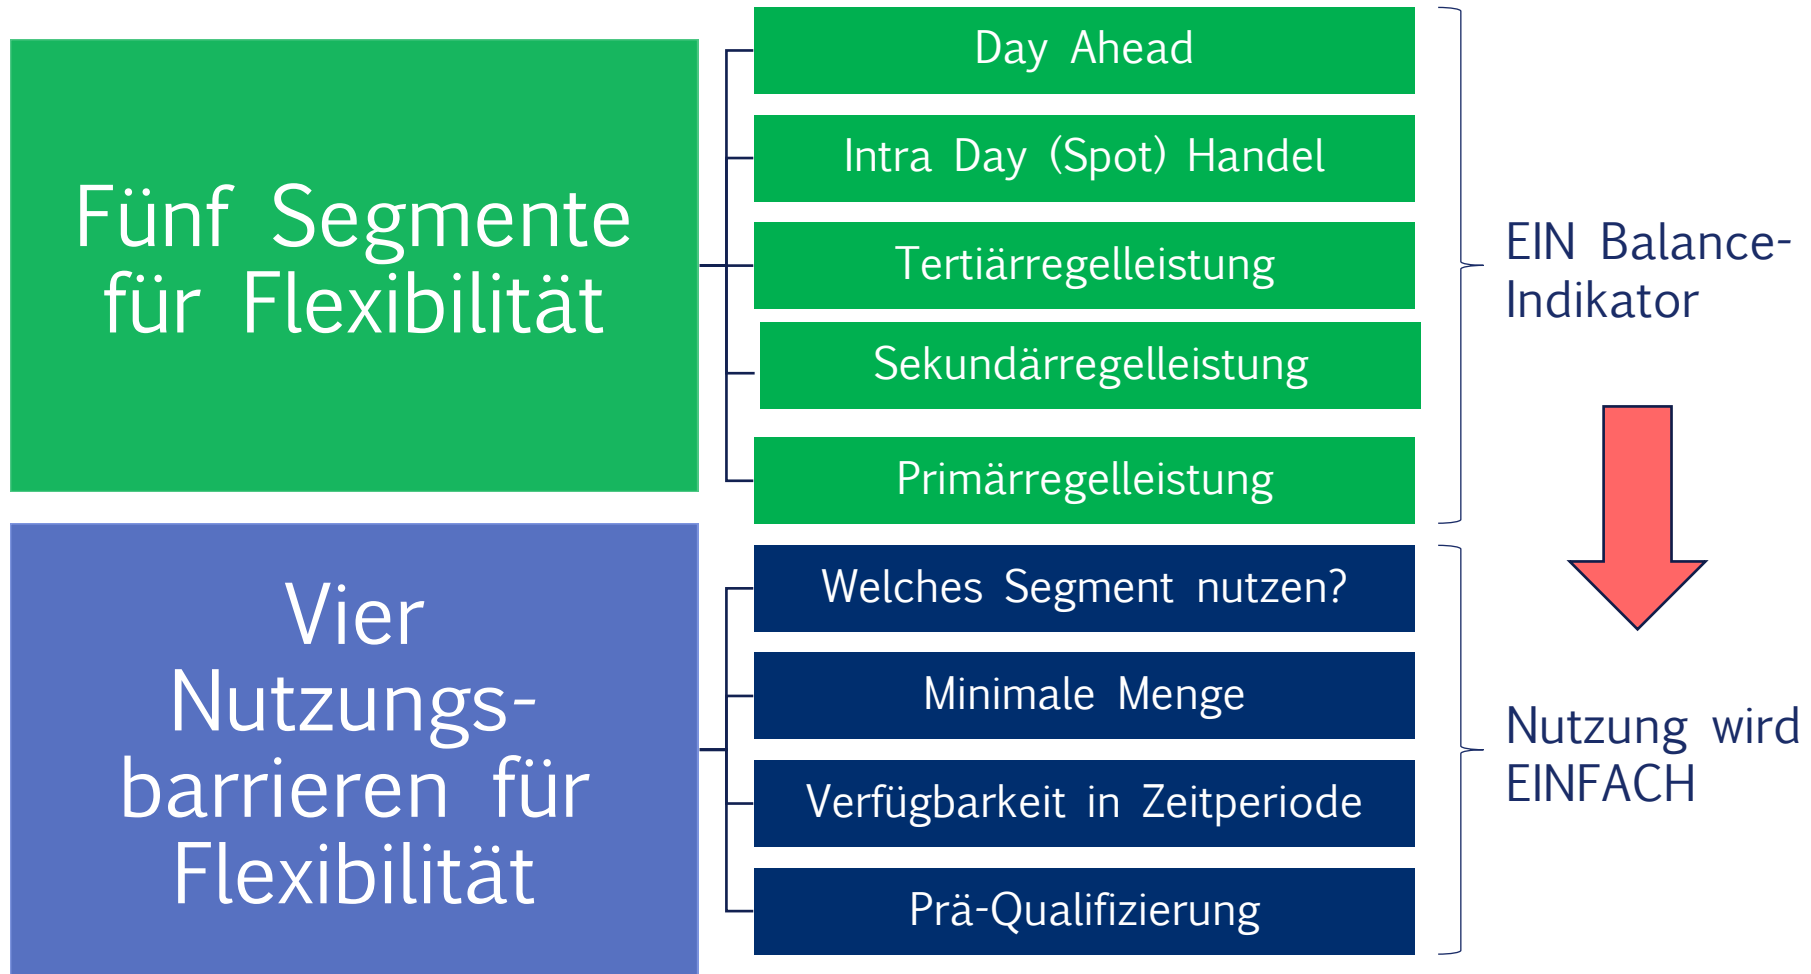 Fünf Segmente
für Flexibilität
Day Ahead
Intra Day (Spot) Handel
Tertiärregelleistung
Sekundärregelleistung
Primärregelleistung
EIN Balance-
Indikator
Vier
Nutzungs-
barrieren für
Flexibilität
Welches Segment nutzen?
Minimale Menge
Verfügbarkeit in Zeitperiode
Prä-Qualifizierung
Nutzung wird
EINFACH